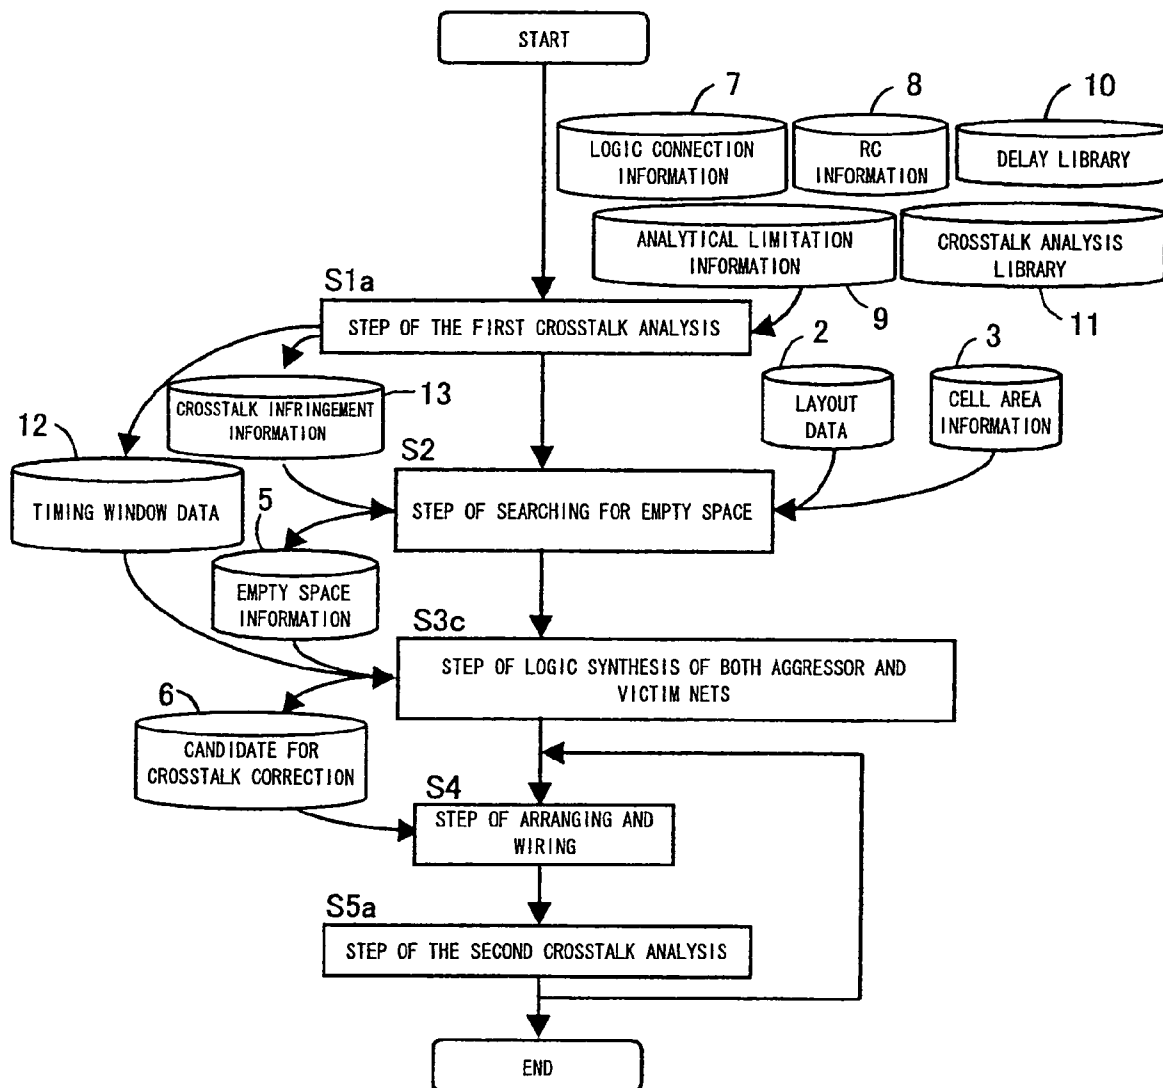 START
7
8
10
LOGIC CONNECTION
INFORMATION
RC
INFORMATION
DELAY LIBRARY
ANALYTICAL LIMITATION
INFORMATION
CROSSTALK ANALYSIS
LIBRARY
9
11
S1a
STEP OF THE FIRST CROSSTALK ANALYSIS
2
3
13
CROSSTALK INFRINGEMENT
INFORMATION
LAYOUT
DATA
CELL AREA
INFORMATION
12
TIMING WINDOW DATA
S2
STEP OF SEARCHING FOR EMPTY SPACE
5
EMPTY SPACE
INFORMATION
S3c
STEP OF LOGIC SYNTHESIS OF BOTH AGGRESSOR AND
VICTIM NETS
6
CANDIDATE FOR
CROSSTALK CORRECTION
S4
STEP OF ARRANGING AND
WIRING
S5a
STEP OF THE SECOND CROSSTALK ANALYSIS
END